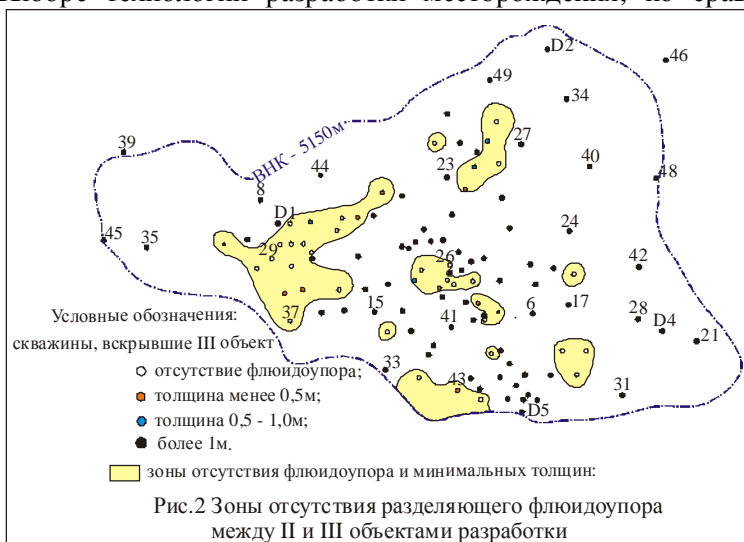 Выборе технологии разработки месторождения, по срав
D2
46
49
34
39
27
ВНК - 5150м
44
23
40
48
8
D1
24
45
35
29
26
42
Условные обозначения:
37
15
6
17
28
41
D4
21
скважины, вскрывшие III объект
отсутствие флюидоупора;
33
43
31
толщина менее 0,5м;
толщина 0,5 - 1,0м;
D5
более 1м.
зоны отсутствия флюидоупора и минимальных толщин:
Рис.2 Зоны отсутствия разделяющего флюидоупора
между II и III объектами разработки